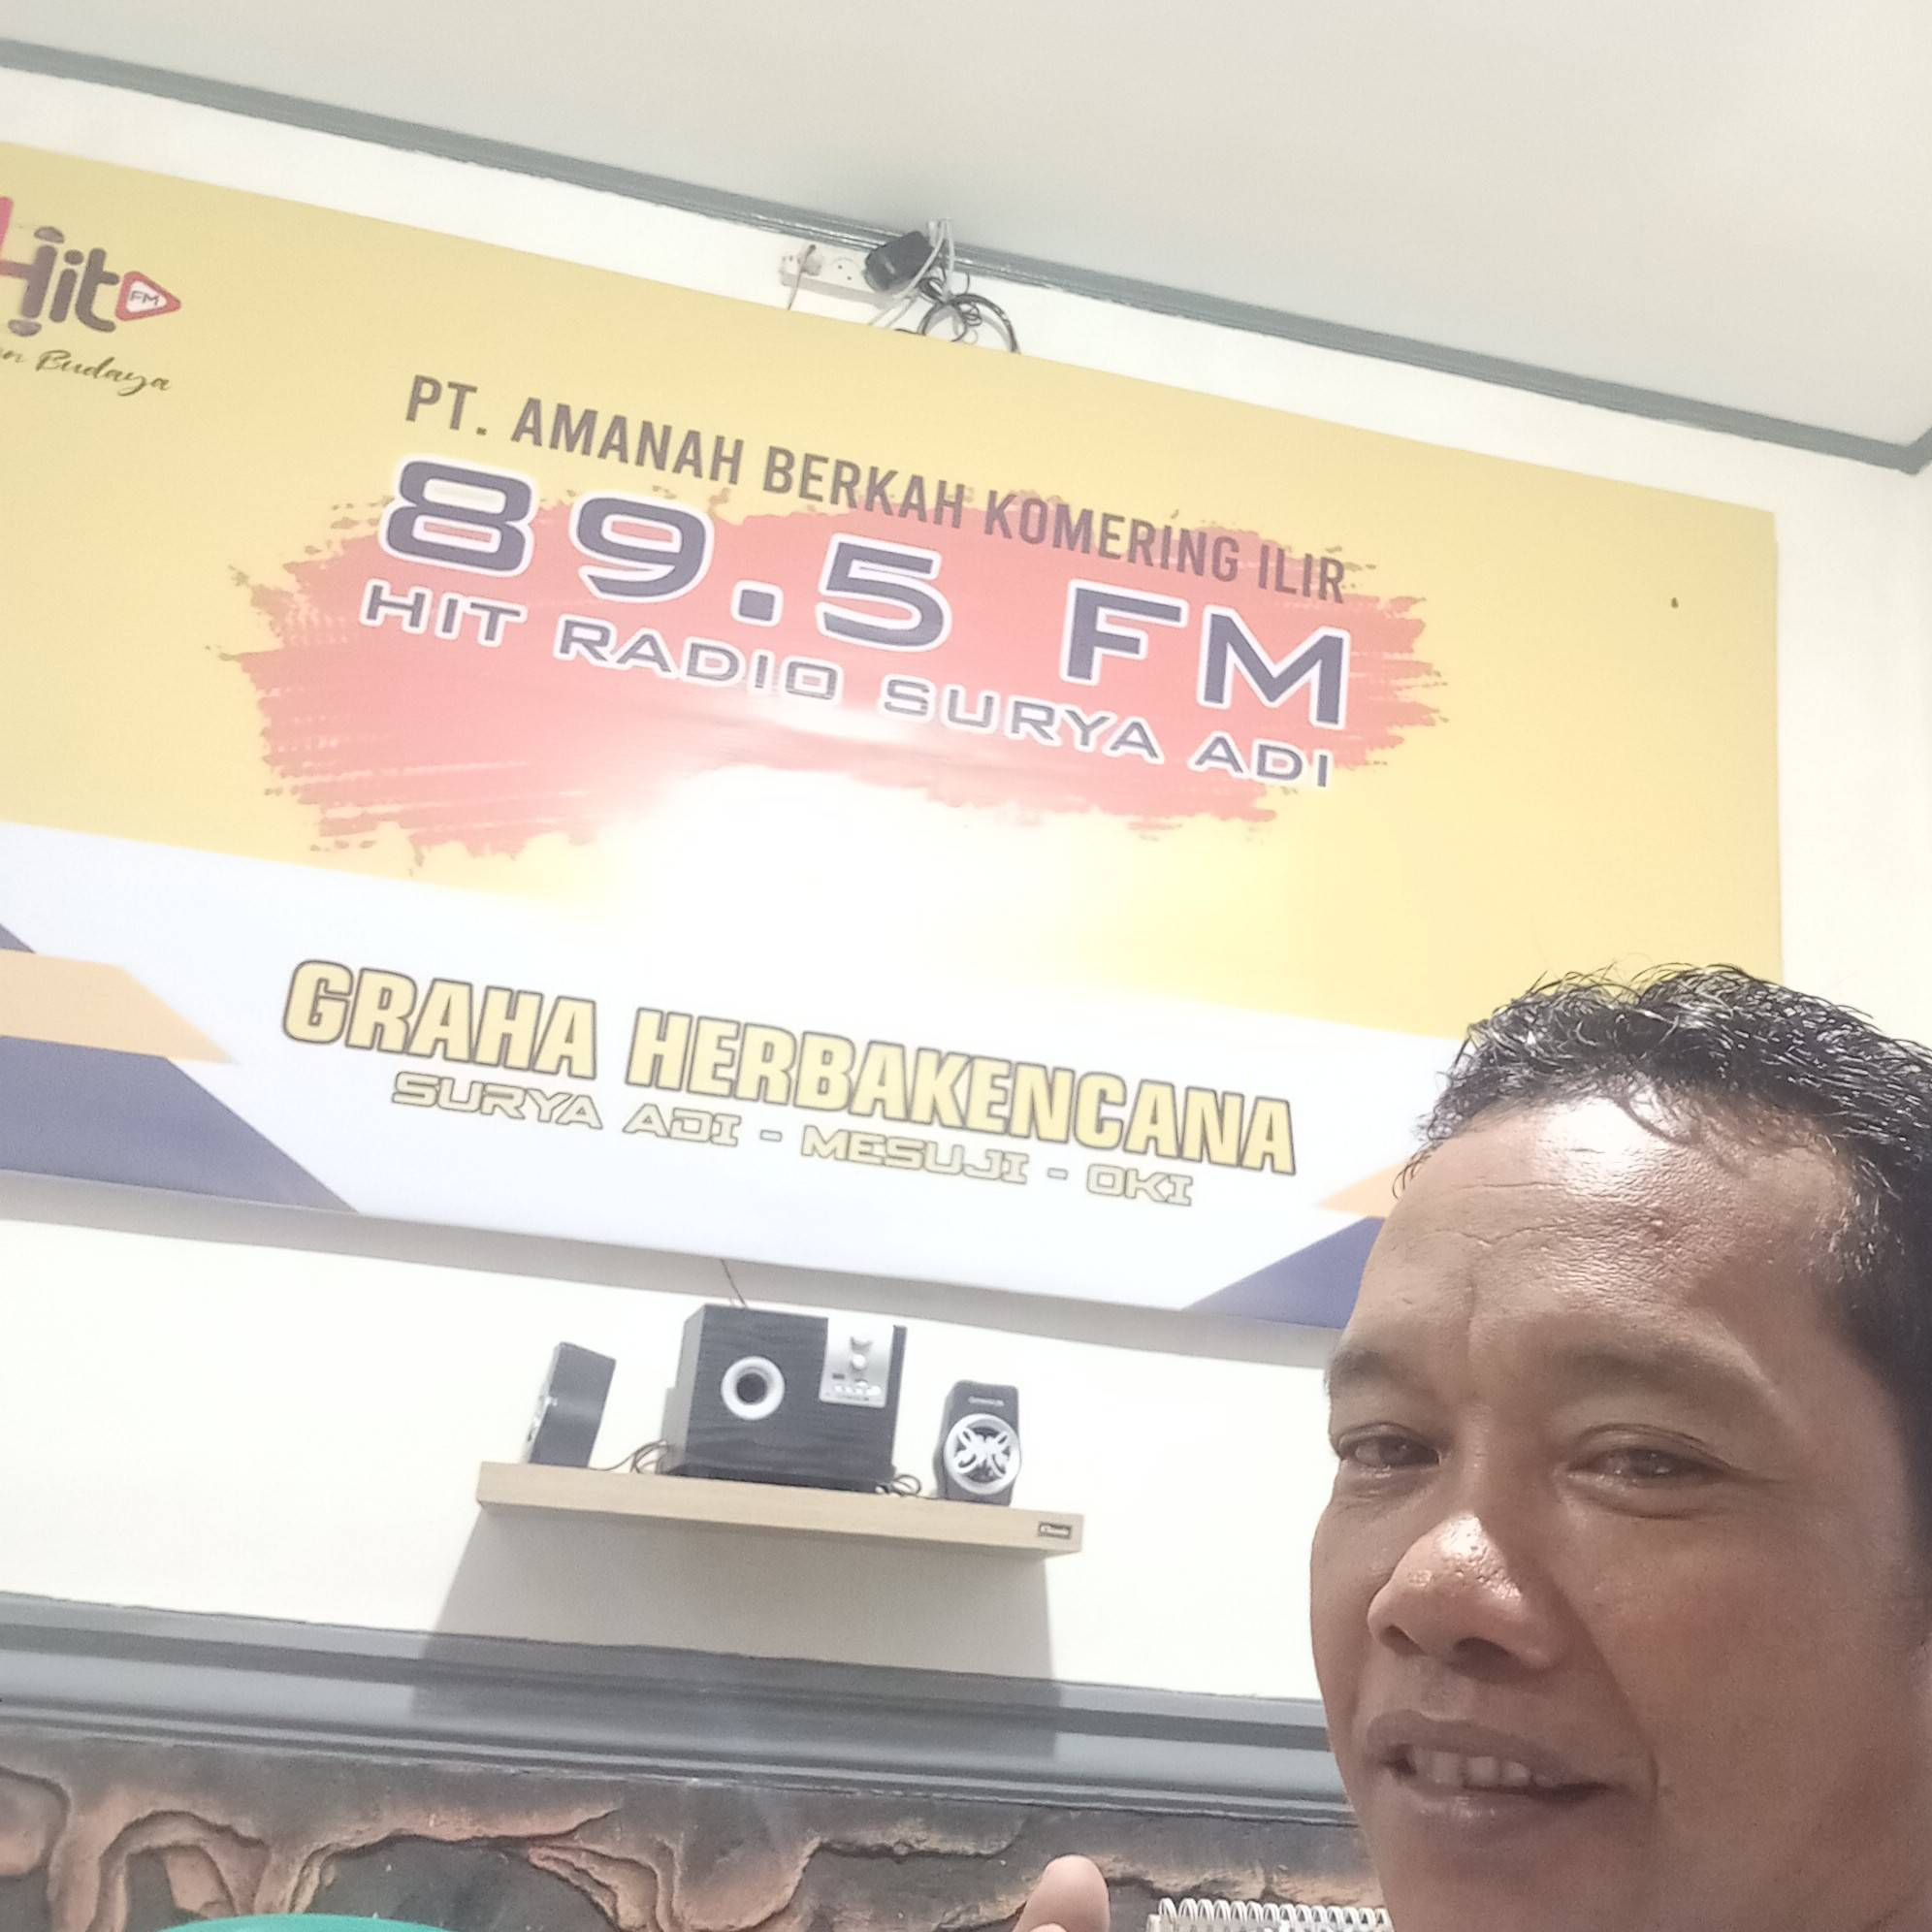 Hit FM
Budaya
PT. AMANAH BERKAH KOMERING ILIR
89.5 FM
HIT RADIO SURYA ADI
GRAHA HERBAKENCANA
SURYA ADI - MESUJI - OKI